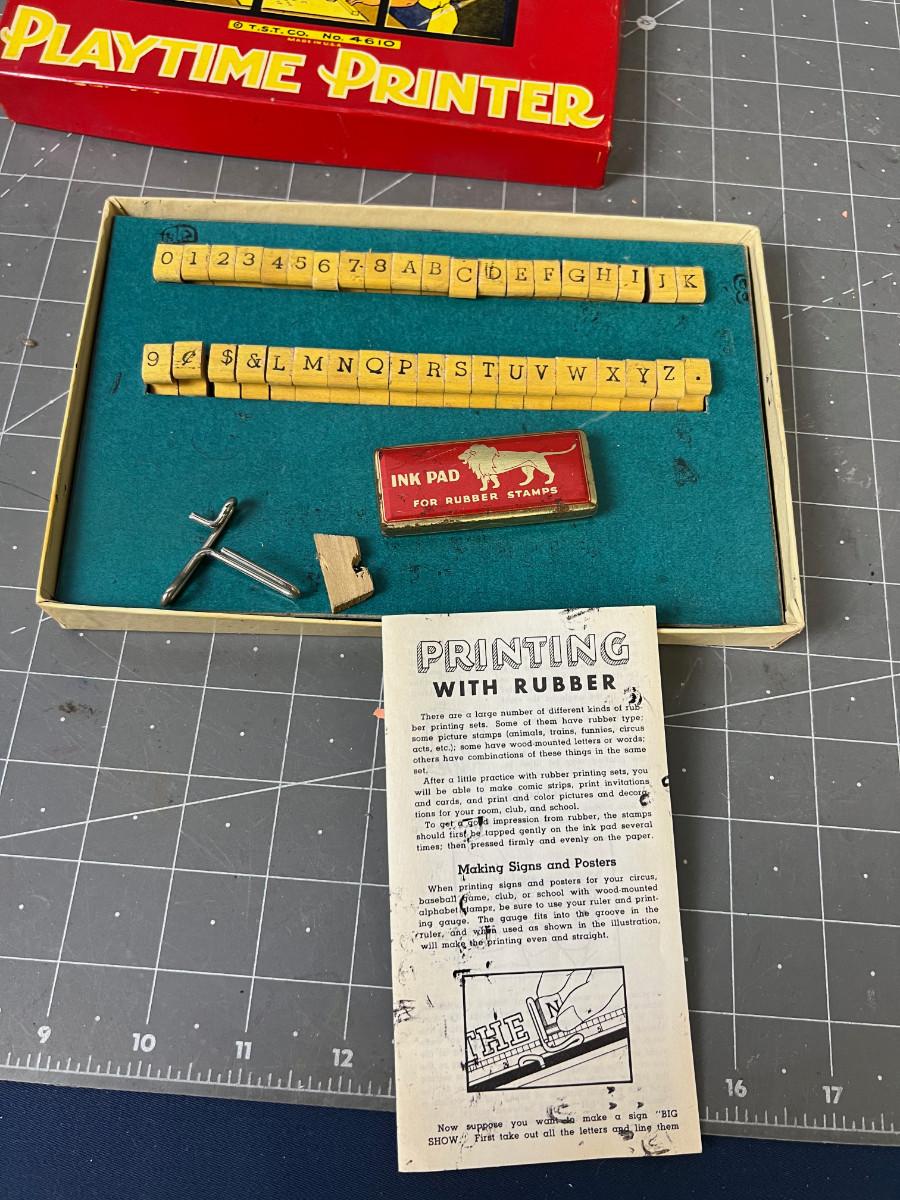 © T.S.T. CO. No. 4610
MADE IN U.S.A.
PLAYTIME PRINTER
0 1 2 3 4 5 6 7 8 A B C D E F G H I J K
9 ¢ $ & L M N Q P R S T U V W X Y Z .
INK PAD
FOR RUBBER STAMPS
PRINTING
WITH RUBBER
There are a large number of different kinds of rub-
ber printing sets. Some of them have rubber type;
some picture stamps (animals, trains, funnies, circus
acts, etc.); some have wood-mounted letters or words;
others have combinations of these things in the same
set.
After a little practice with rubber printing sets, you
will be able to make comic strips, print invitations
and cards, and print and color pictures and decora-
tions for your room, club, and school.
To get a good impression from rubber, the stamps
should first be tapped gently on the ink pad several
times; then pressed firmly and evenly on the paper.
Making Signs and Posters
When printing signs and posters for your circus,
baseball game, club, or school with wood-mounted
alphabet stamps, be sure to use your ruler and print-
ing gauge. The gauge fits into the groove in the
ruler, and when used as shown in the illustration,
will make the printing even and straight.
THE N
Now suppose you want to make a sign "BIG
SHOW." First take out all the letters and line them
9 10 11 12 16 17